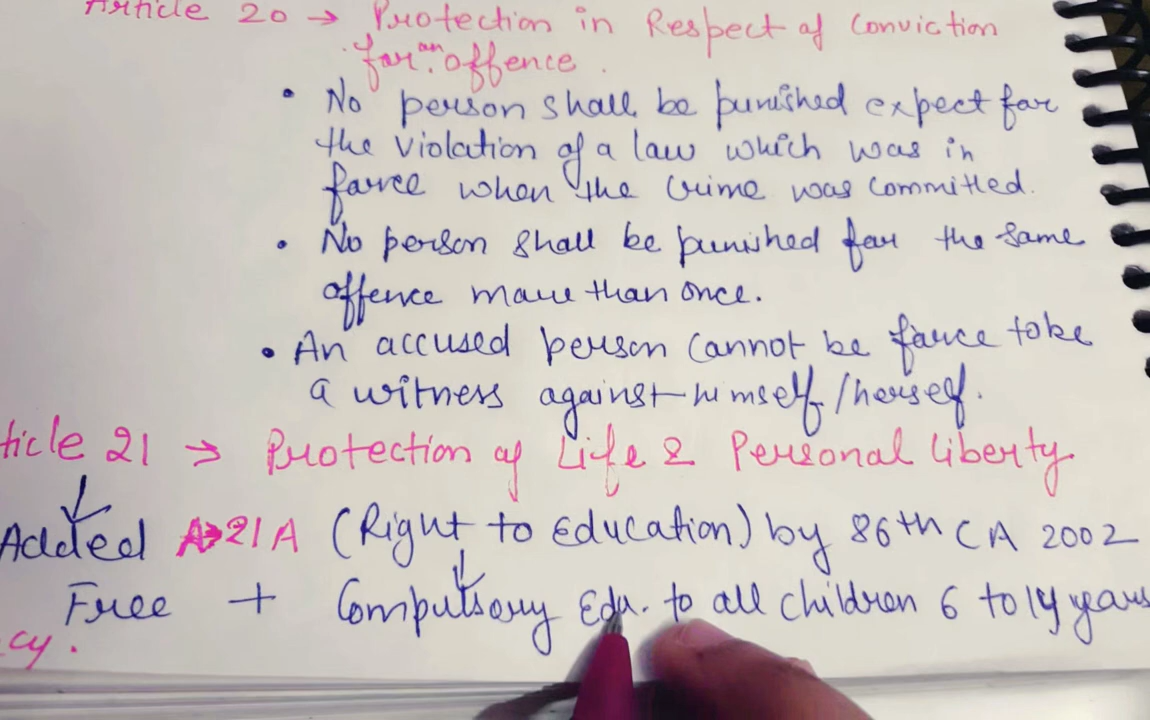 Article 20 → Protection in Respect of Conviction
for an offence.
• No person shall be punished expect for
the violation of a law which was in
force when the crime was committed.
• No person shall be punished for the same
offence more than once.
• An accused person cannot be force to be
a witness against himself/herself.
ticle 21 → Protection of Life & Personal liberty
Added A→21A (Right to Education) by 86th CA 2002
Free + Compulsory Edu. to all children 6 to 14 years
cy.